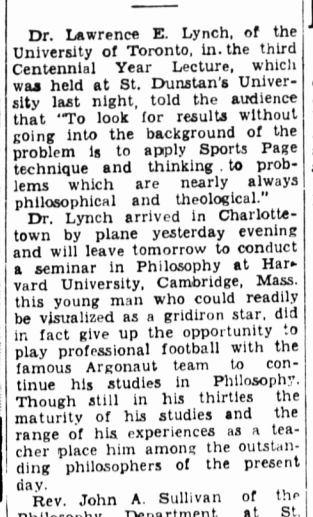 Dr. Lawrence E. Lynch, of the
University of Toronto, in. the third
Centennial Year Lecture, which
was held at St. Dunstan's Univer-
sity last night, told the audience
that "To look for results without
going into the background of the
problem is to apply Sports Page
technique and thinking . to prob-
lems which are nearly always
philosophical and theological."
Dr. Lynch arrived in Charlotte-
town by plane yesterday evening
and will leave tomorrow to conduct
a seminar in Philosophy at Har-
vard University, Cambridge, Mass.
this young man who could readily
be visualized as a gridiron star, did
in fact give up the opportunity to
play professional football with the
famous Argonaut team to con-
tinue his studies in Philosophy.
Though still in his thirties the
maturity of his studies and the
range of his experiences as a tea-
cher place him among the outstan-
ding philosophers of the present
day.
Rev. John A. Sullivan of the
Philosophy Department at St.